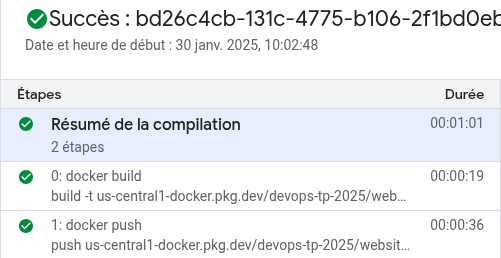 Succès : bd26c4cb-131c-4775-b106-2f1bd0eb
Date et heure de début : 30 janv. 2025, 10:02:48
Étapes Durée
Résumé de la compilation 00:01:01
2 étapes
0: docker build 00:00:19
build -t us-central1-docker.pkg.dev/devops-tp-2025/web...
1: docker push 00:00:36
push us-central1-docker.pkg.dev/devops-tp-2025/websit...